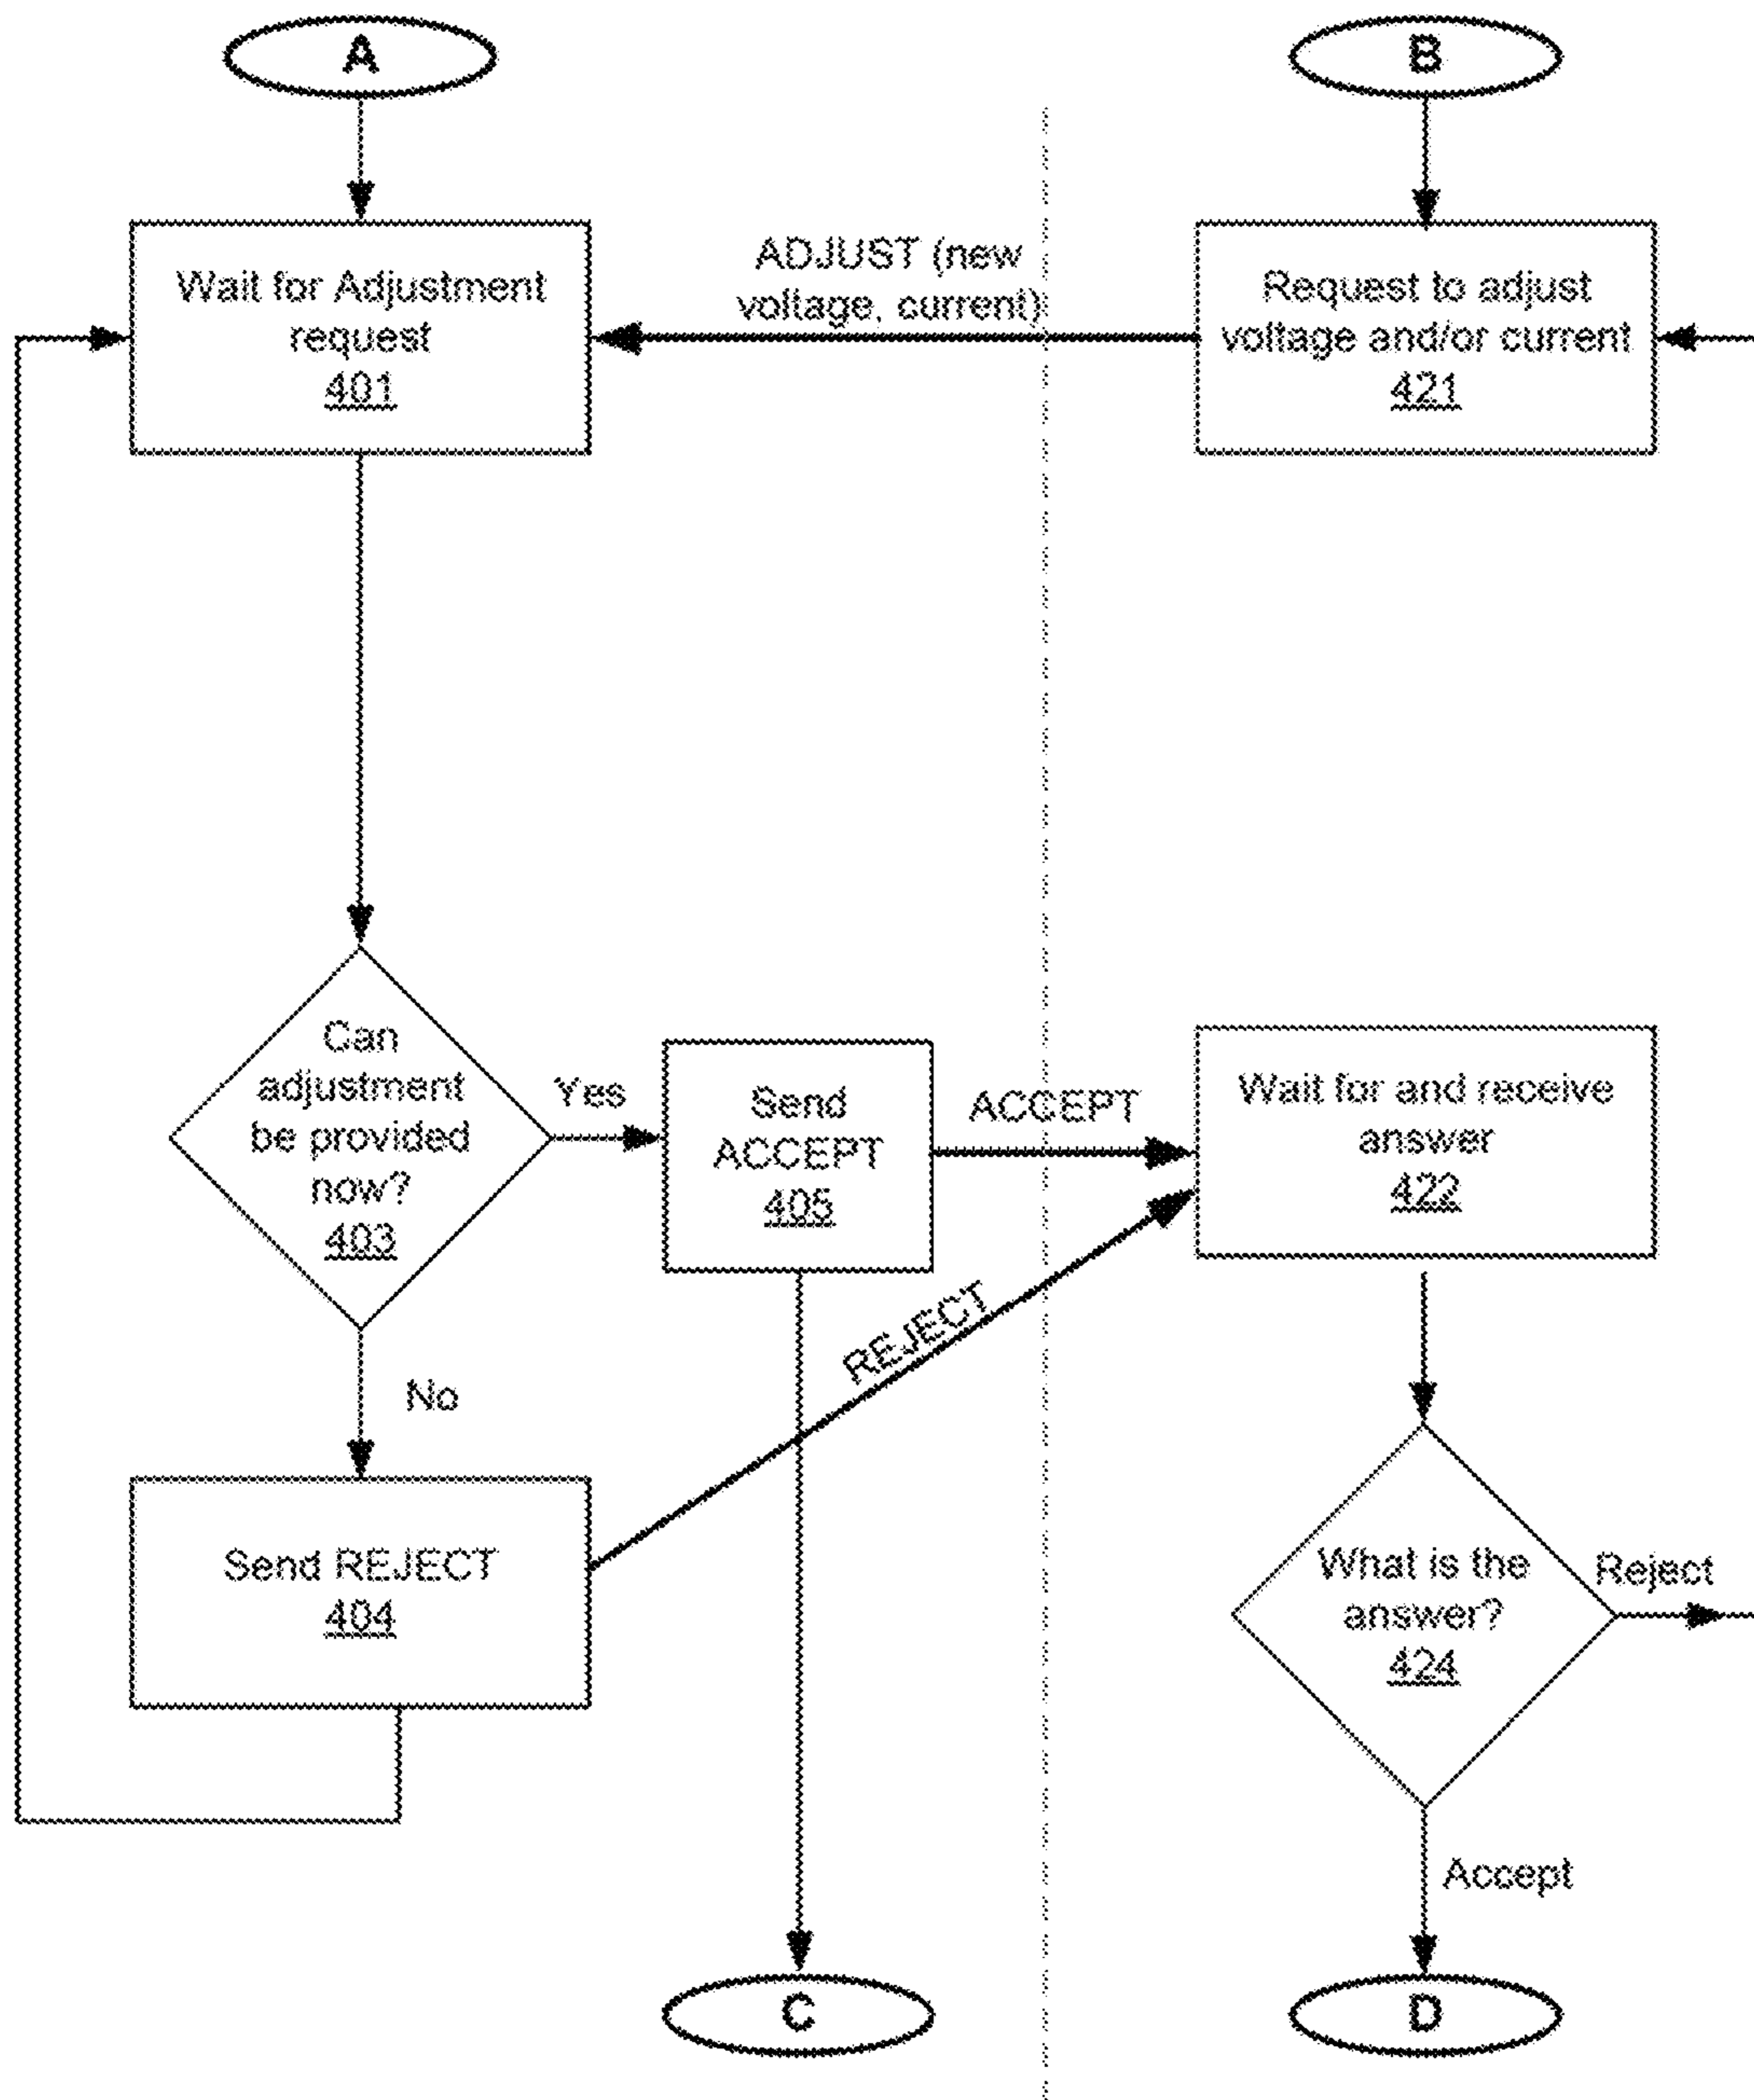 A
B
Wait for Adjustment
request
401
ADJUST (new
voltage, current)
Request to adjust
voltage and/or current
421
Can
adjustment
be provided
now?
403
Yes
Send
ACCEPT
405
ACCEPT
Wait for and receive
answer
422
REJECT
No
Send REJECT
404
What is the
answer?
424
Reject
Accept
C
D